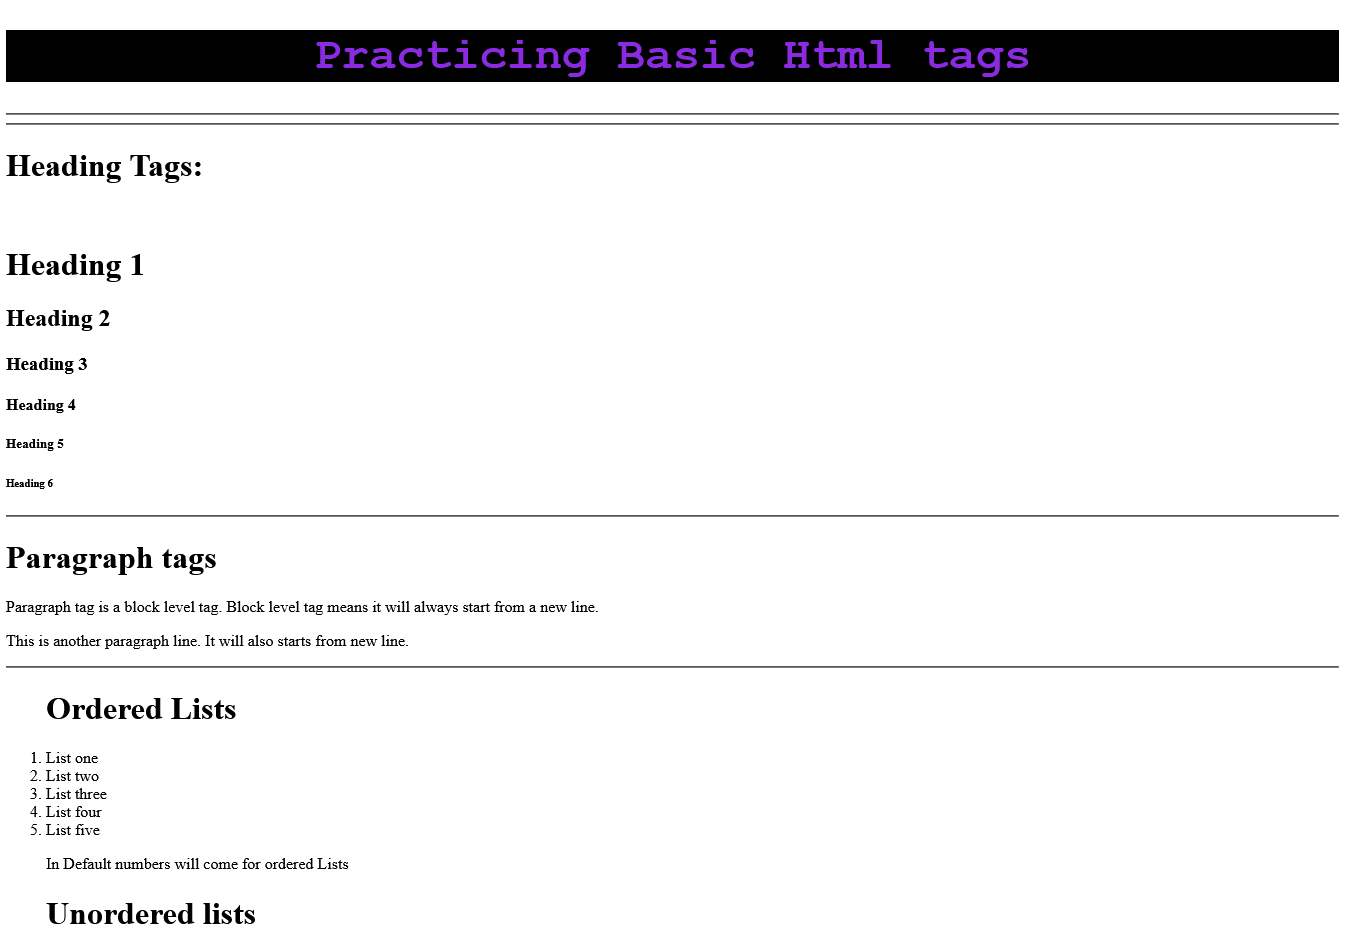 Practicing Basic Html tags
Heading Tags:
Heading 1
Heading 2
Heading 3
Heading 4
Heading 5
Heading 6
Paragraph tags
Paragraph tag is a block level tag. Block level tag means it will always start from a new line.
This is another paragraph line. It will also starts from new line.
Ordered Lists
1. List one
2. List two
3. List three
4. List four
5. List five
In Default numbers will come for ordered Lists
Unordered lists